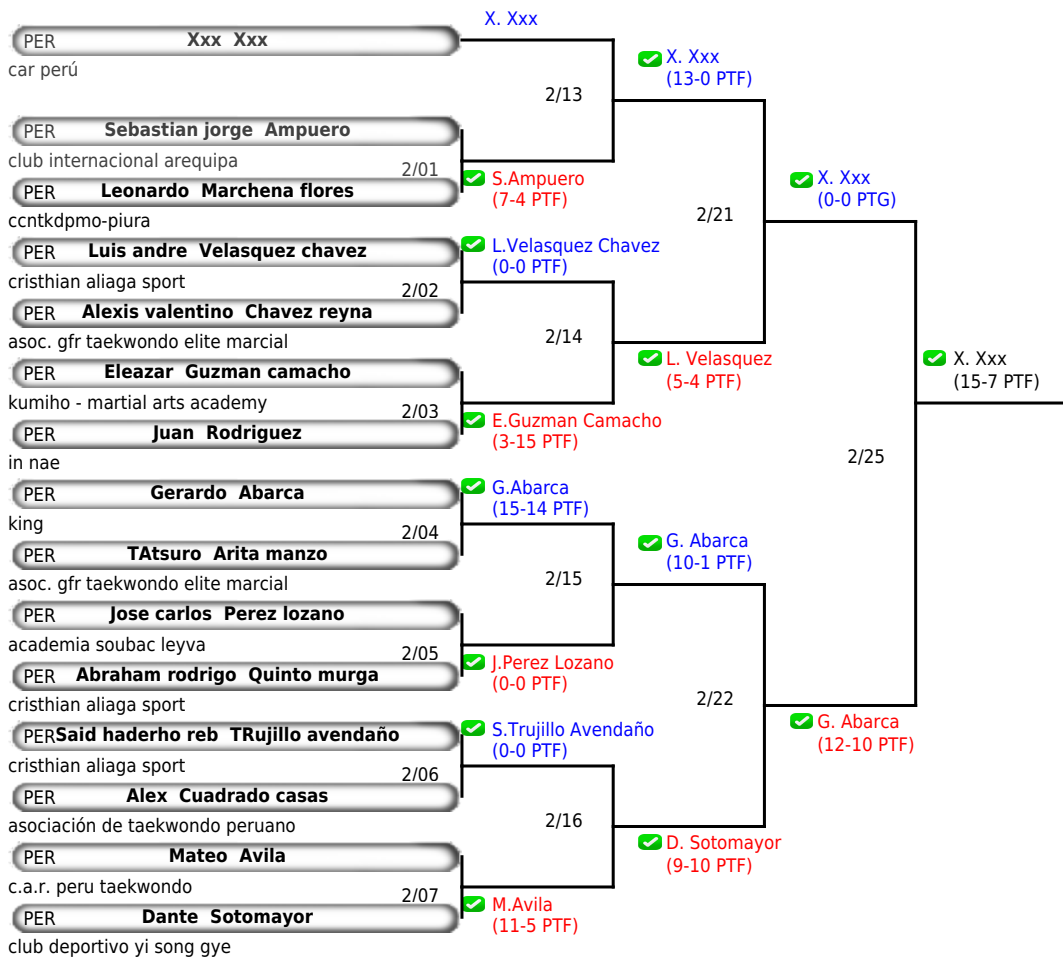 X. Xxx
PER Xxx Xxx
car perú
X. Xxx
(13-0 PTF)
2/13
PER Sebastian jorge Ampuero
club internacional arequipa
2/01
S.Ampuero
(7-4 PTF)
X. Xxx
(0-0 PTG)
PER Leonardo Marchena flores
ccntkdpmo-piura
2/21
PER Luis andre Velasquez chavez
L.Velasquez Chavez
(0-0 PTF)
cristhian aliaga sport
2/02
PER Alexis valentino Chavez reyna
asoc. gfr taekwondo elite marcial
2/14
L. Velasquez
(5-4 PTF)
X. Xxx
(15-7 PTF)
PER Eleazar Guzman camacho
kumiho - martial arts academy
2/03
E.Guzman Camacho
(3-15 PTF)
PER Juan Rodriguez
in nae
2/25
PER Gerardo Abarca
G.Abarca
(15-14 PTF)
king
2/04
PER TAtsuro Arita manzo
G. Abarca
(10-1 PTF)
asoc. gfr taekwondo elite marcial
2/15
PER Jose carlos Perez lozano
academia soubac leyva
2/05
J.Perez Lozano
(0-0 PTF)
PER Abraham rodrigo Quinto murga
cristhian aliaga sport
2/22
PERSaid haderho reb TRujillo avendaño
S.Trujillo Avendaño
(0-0 PTF)
G. Abarca
(12-10 PTF)
cristhian aliaga sport
2/06
PER Alex Cuadrado casas
asociación de taekwondo peruano
2/16
D. Sotomayor
(9-10 PTF)
PER Mateo Avila
c.a.r. peru taekwondo
2/07
M.Avila
(11-5 PTF)
PER Dante Sotomayor
club deportivo yi song gye